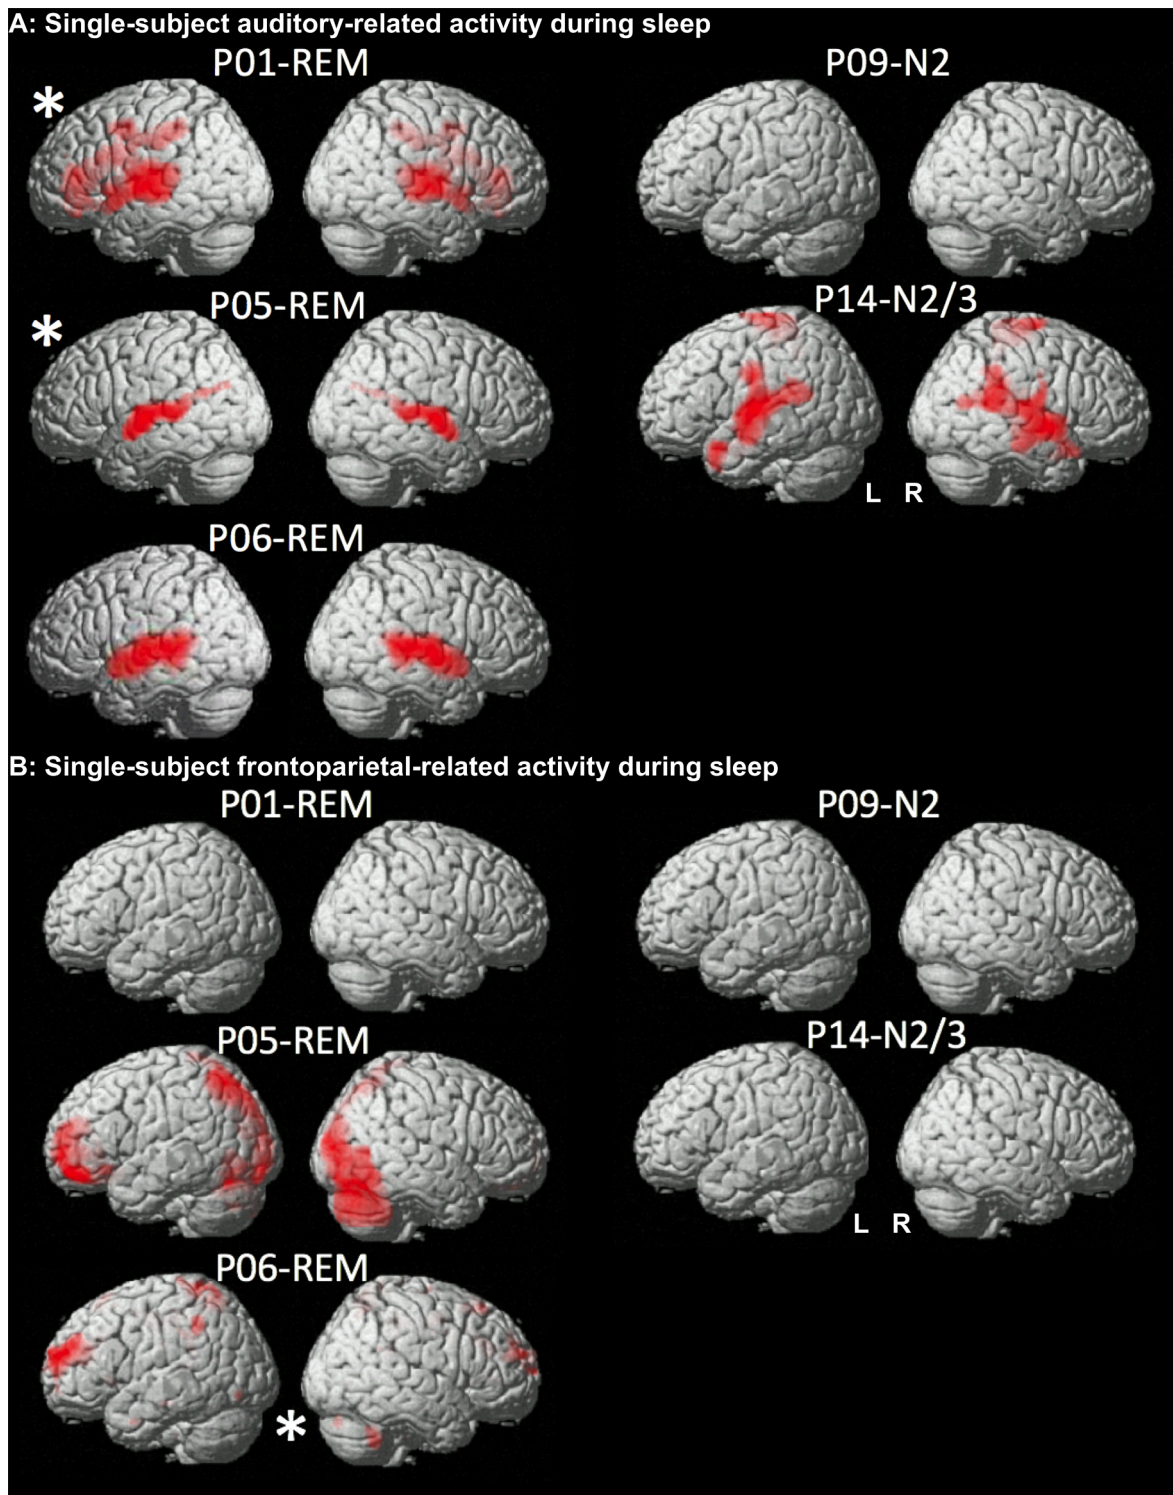 A: Single-subject auditory-related activity during sleep
P01-REM
P09-N2
*
P05-REM
P14-N2/3
*
L R
P06-REM
B: Single-subject frontoparietal-related activity during sleep
P01-REM
P09-N2
P05-REM
P14-N2/3
L R
P06-REM
*